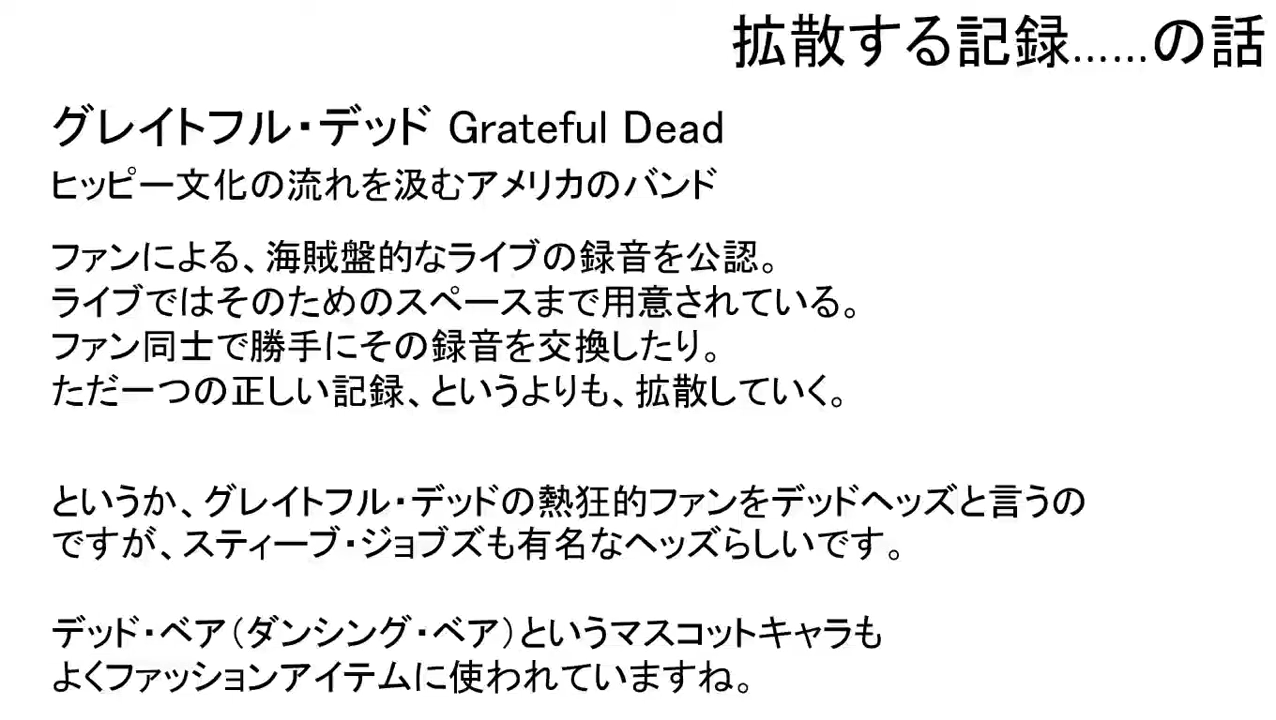 拡散する記録……の話
グレイトフル・デッド Grateful Dead
ヒッピー文化の流れを汲むアメリカのバンド
ファンによる、海賊盤的なライブの録音を公認。
ライブではそのためのスペースまで用意されている。
ファン同士で勝手にその録音を交換したり。
ただ一つの正しい記録、というよりも、拡散していく。
というか、グレイトフル・デッドの熱狂的ファンをデッドヘッズと言うの
ですが、スティーブ・ジョブズも有名なヘッズらしいです。
デッド・ベア（ダンシング・ベア）というマスコットキャラも
よくファッションアイテムに使われていますね。